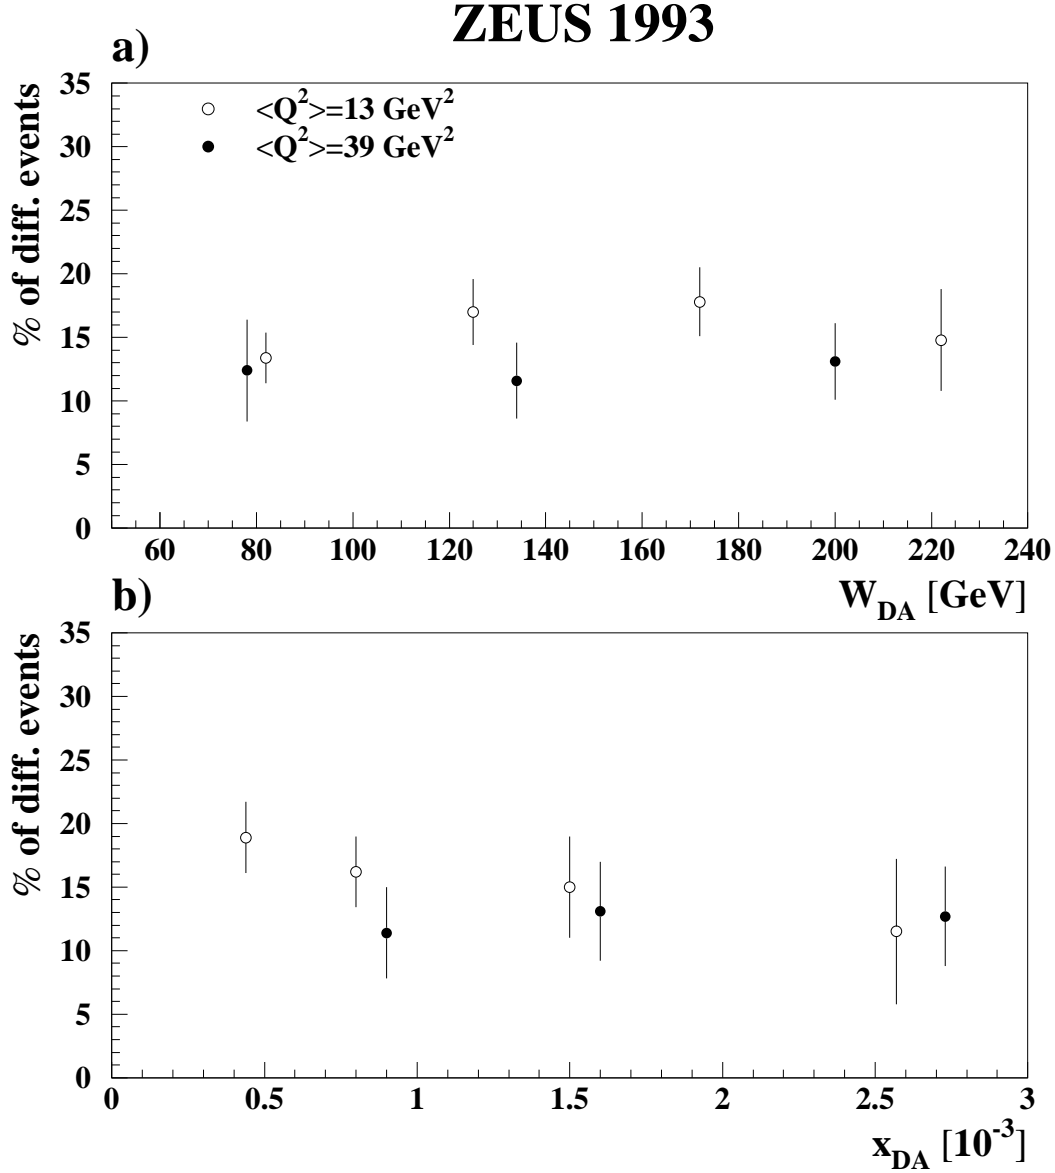 ZEUS 1993
a)
% of diff. events
35
30
25
20
15
10
5
0
<Q²>=13 GeV²
<Q²>=39 GeV²
60 80 100 120 140 160 180 200 220 240
W_DA [GeV]
b)
% of diff. events
35
30
25
20
15
10
5
0
0 0.5 1 1.5 2 2.5 3
x_DA [10⁻³]